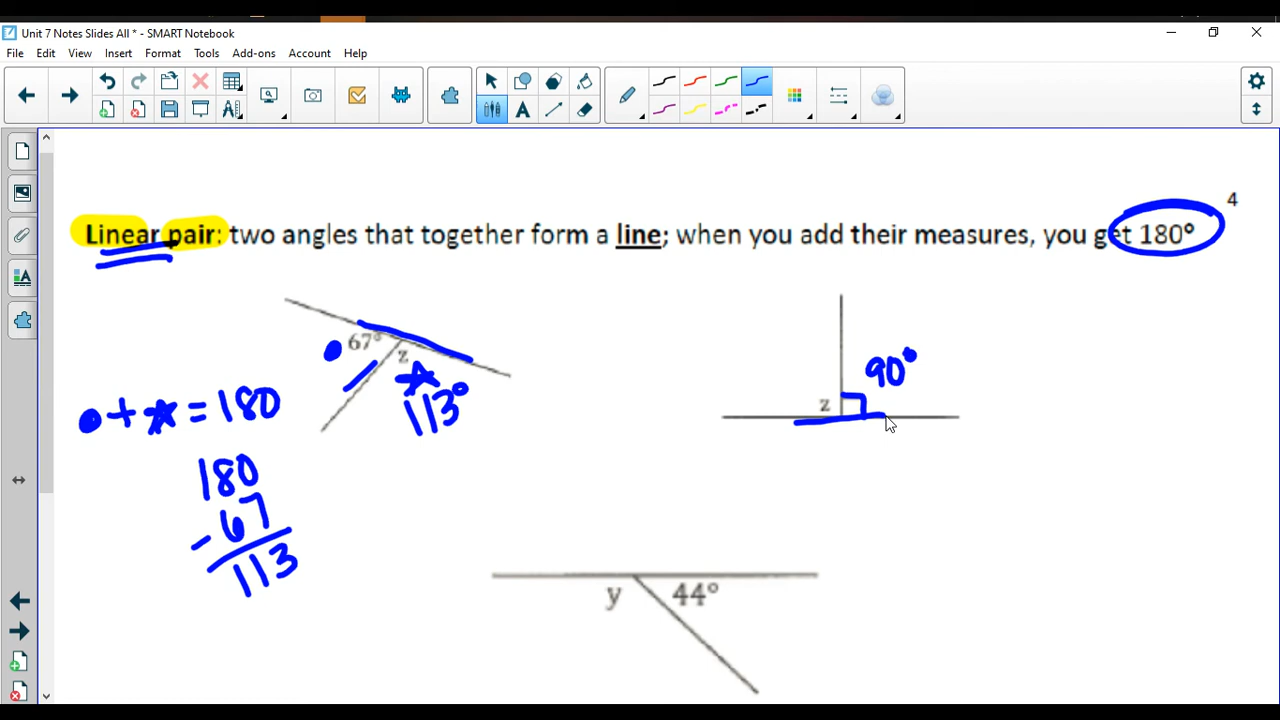 Unit 7 Notes Slides All * - SMART Notebook
File Edit View Insert Format Tools Add-ons Account Help
4
Linear pair: two angles that together form a line; when you add their measures, you get 180°
67°
z
113°
90°
z
+ = 180
180
- 67
113
y 44°